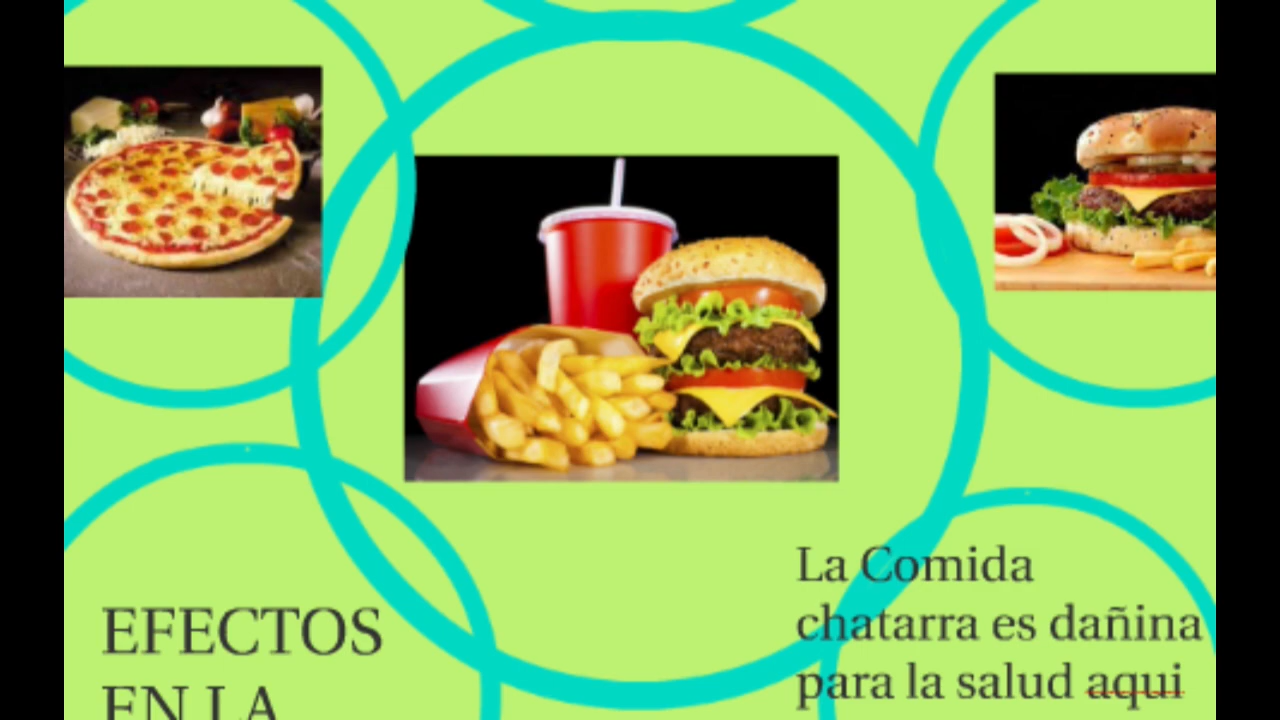 EFECTOS
EN LA
La Comida
chatarra es dañina
para la salud aqui